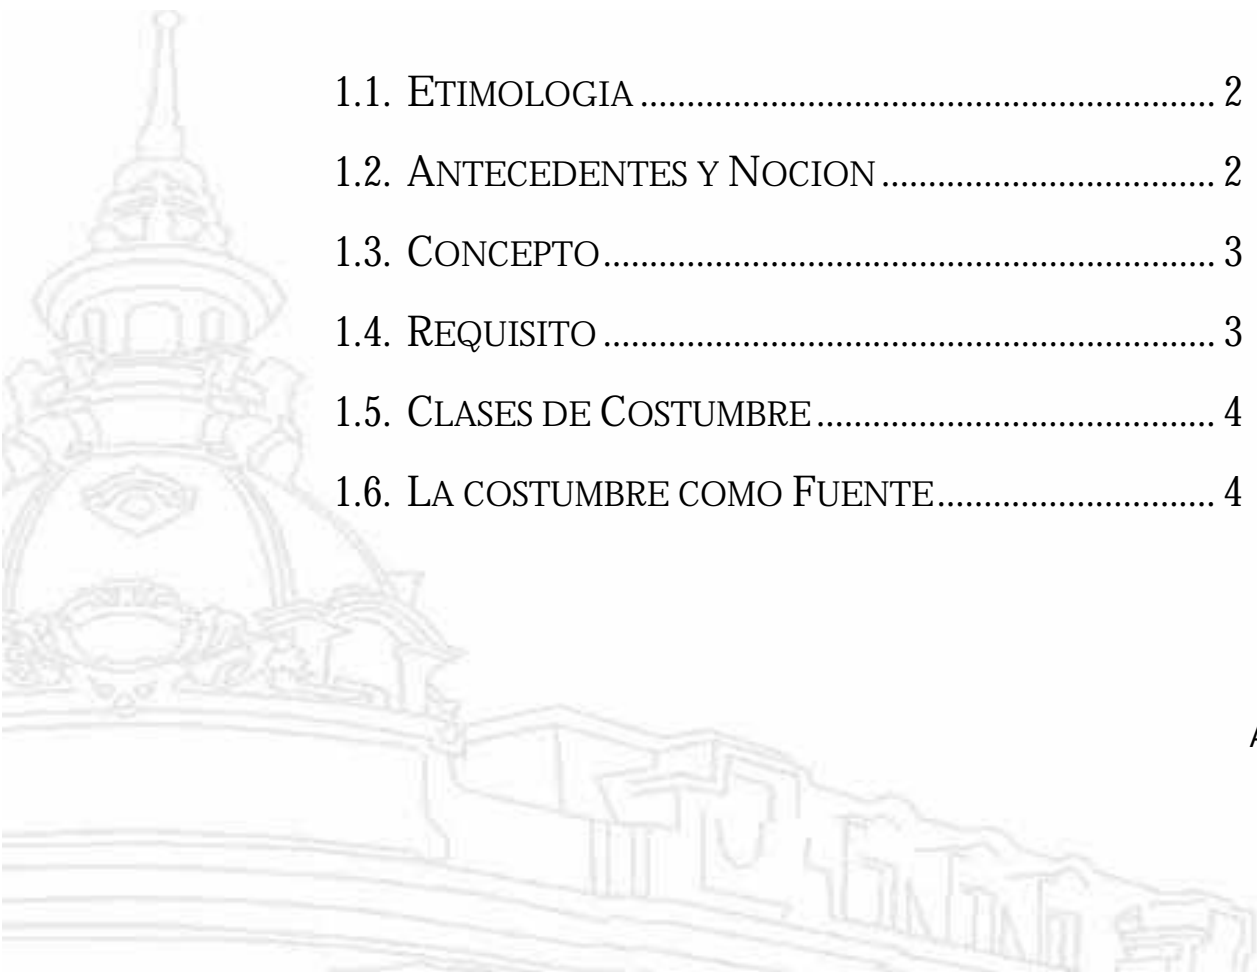 1.1. ETIMOLOGIA ............................................................ 2
1.2. ANTECEDENTES Y NOCION .................................... 2
1.3. CONCEPTO ................................................................ 3
1.4. REQUISITO ................................................................ 3
1.5. CLASES DE COSTUMBRE .......................................... 4
1.6. LA COSTUMBRE COMO FUENTE .............................. 4
A